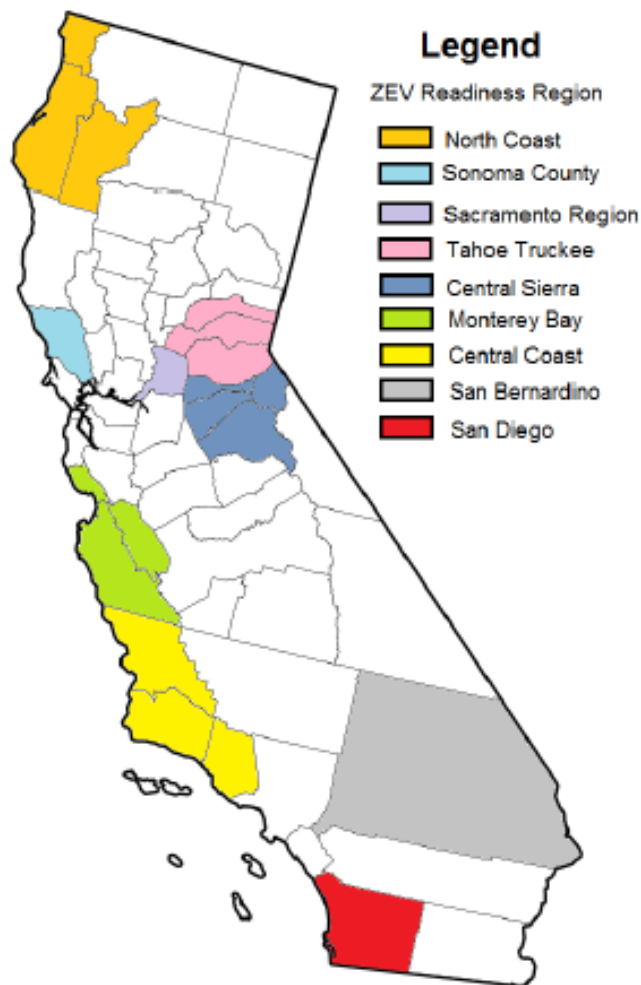 Legend
ZEV Readiness Region
North Coast
Sonoma County
Sacramento Region
Tahoe Truckee
Central Sierra
Monterey Bay
Central Coast
San Bernardino
San Diego